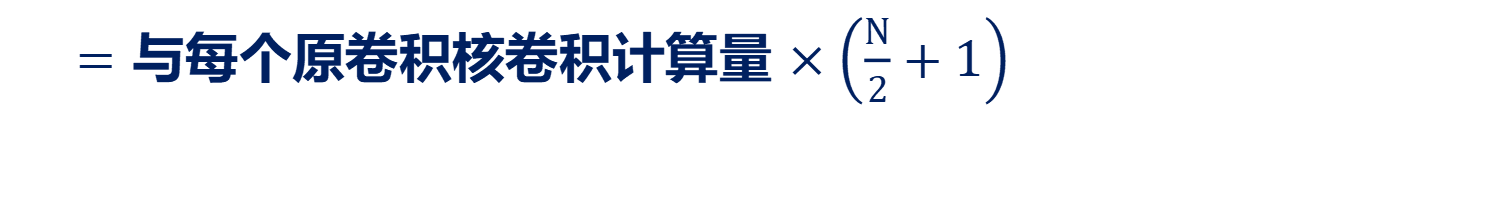 = 与每个原卷积核卷积计算量 × (N/2 + 1)